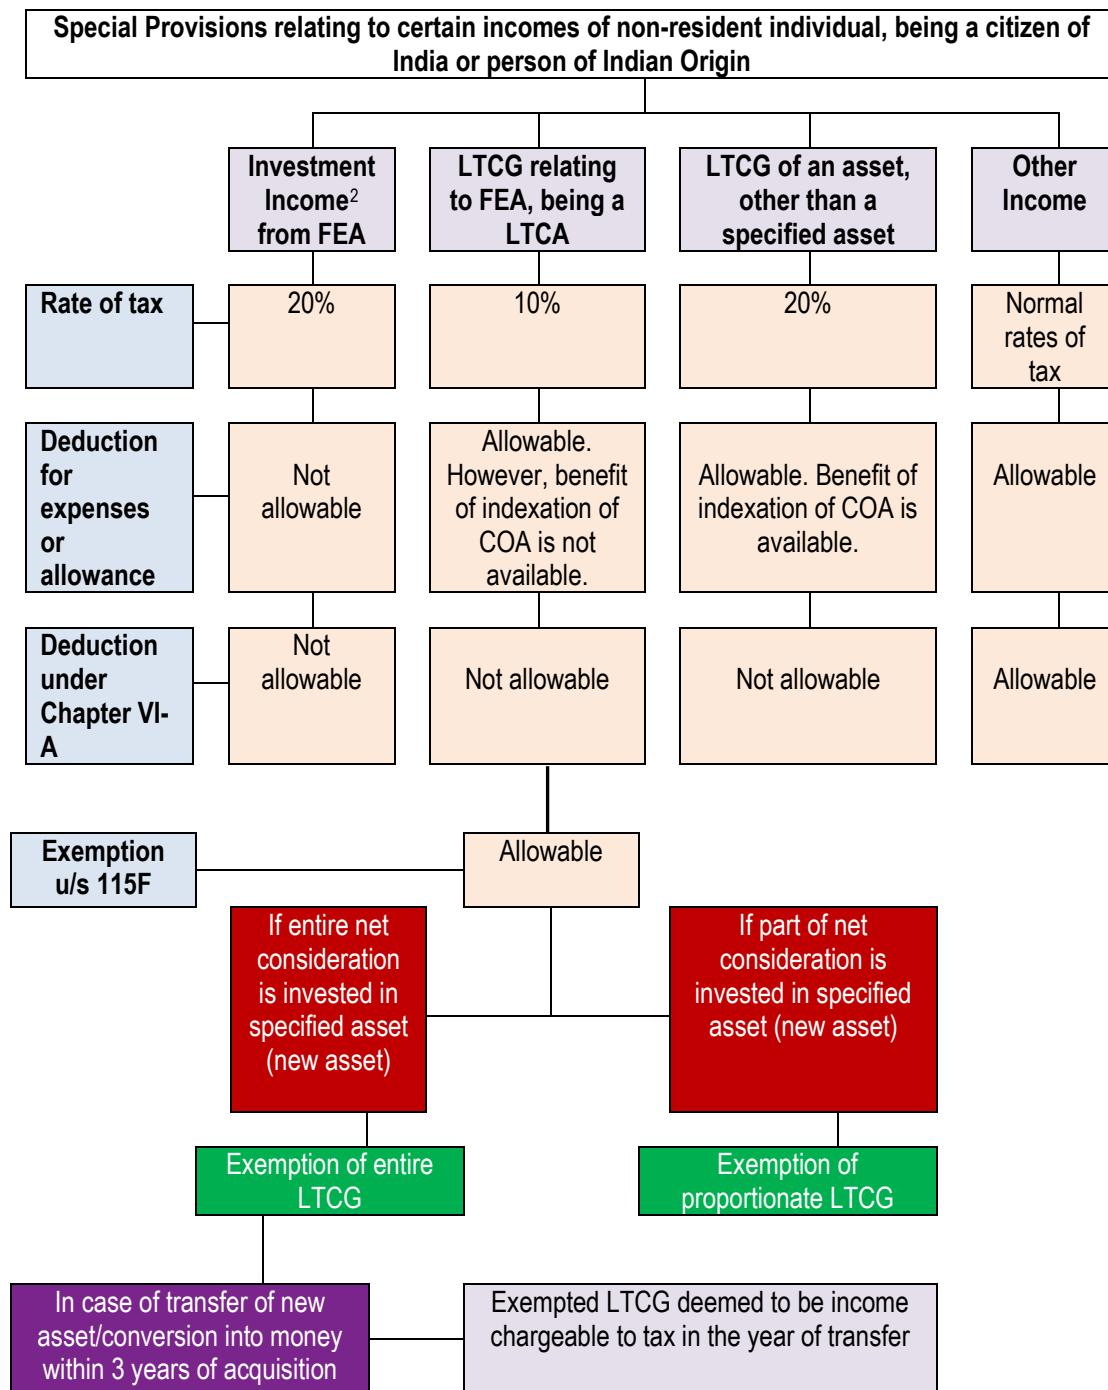 Special Provisions relating to certain incomes of non-resident individual, being a citizen of
India or person of Indian Origin
Investment
Income2
from FEA
LTCG relating
to FEA, being a
LTCA
LTCG of an asset,
other than a
specified asset
Other
Income
Rate of tax
20%
10%
20%
Normal
rates of
tax
Deduction
for
expenses
or
allowance
Not
allowable
Allowable.
However, benefit
of indexation of
COA is not
available.
Allowable. Benefit of
indexation of COA is
available.
Allowable
Deduction
under
Chapter VI-
A
Not
allowable
Not allowable
Not allowable
Allowable
Exemption
u/s 115F
Allowable
If entire net
consideration
is invested in
specified asset
(new asset)
If part of net
consideration is
invested in specified
asset (new asset)
Exemption of entire
LTCG
Exemption of
proportionate LTCG
In case of transfer of new
asset/conversion into money
within 3 years of acquisition
Exempted LTCG deemed to be income
chargeable to tax in the year of transfer